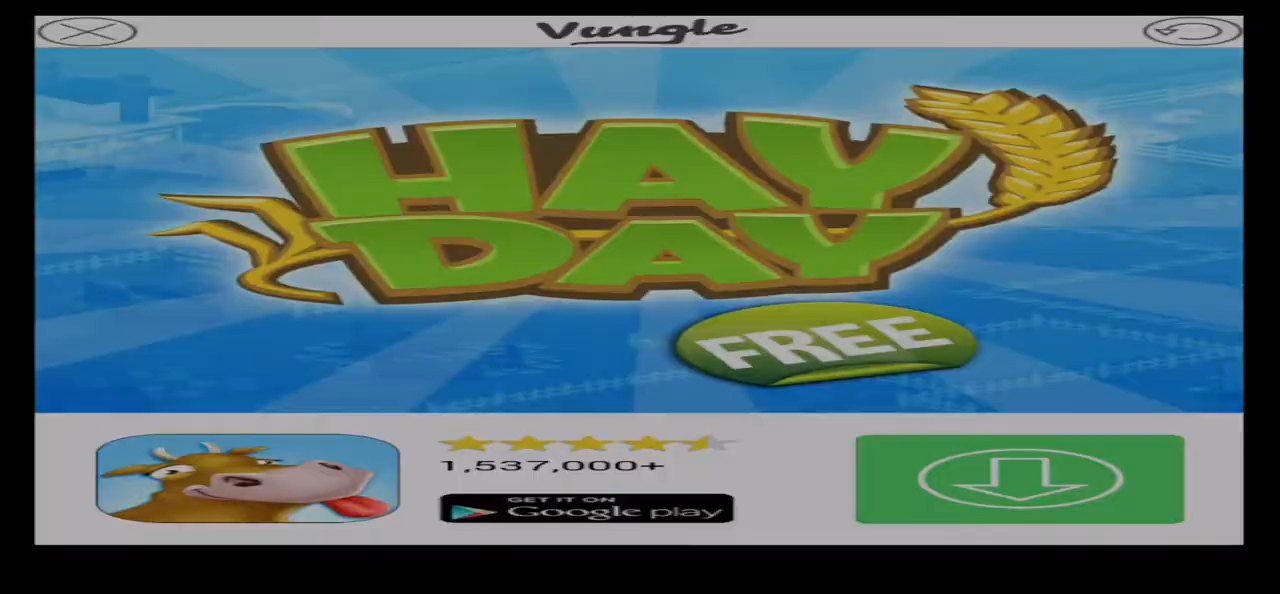 Vungle
HAY
DAY
FREE
1,537,000+
GET IT ON
Google play